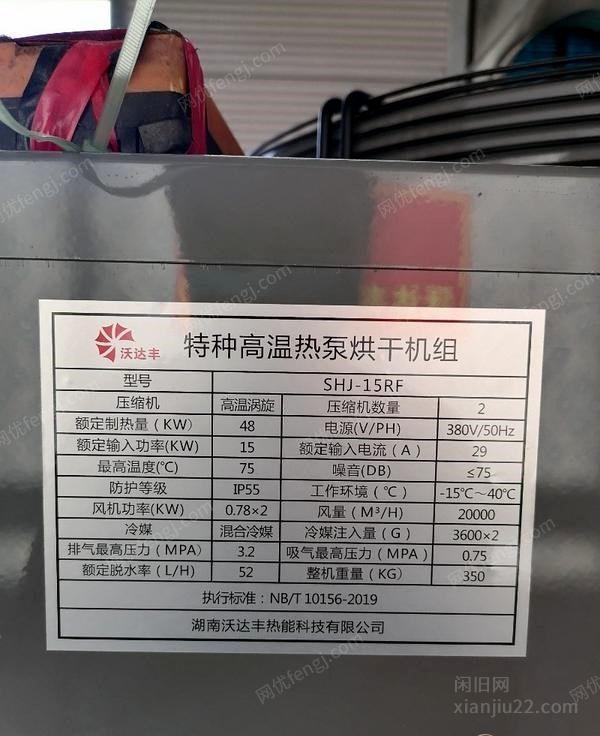 沃达丰 特种高温热泵烘干机组
型号 SHJ-15RF
压缩机 高温涡旋 压缩机数量 2
额定制热量(KW) 48 电源(V/PH) 380V/50Hz
额定输入功率(KW) 15 额定输入电流(A) 29
最高温度(℃) 75 噪音(DB) ≤75
防护等级 IP55 工作环境(℃) -15℃～40℃
风机功率(KW) 0.78×2 风量(M³/H) 20000
冷媒 混合冷媒 冷媒注入量(G) 3600×2
排气最高压力(MPA) 3.2 吸气最高压力(MPA) 0.75
额定脱水率(L/H) 52 整机重量(KG) 350
执行标准：NB/T 10156-2019
湖南沃达丰热能科技有限公司
闲旧网
xianjiu22.com
网优fengj.com